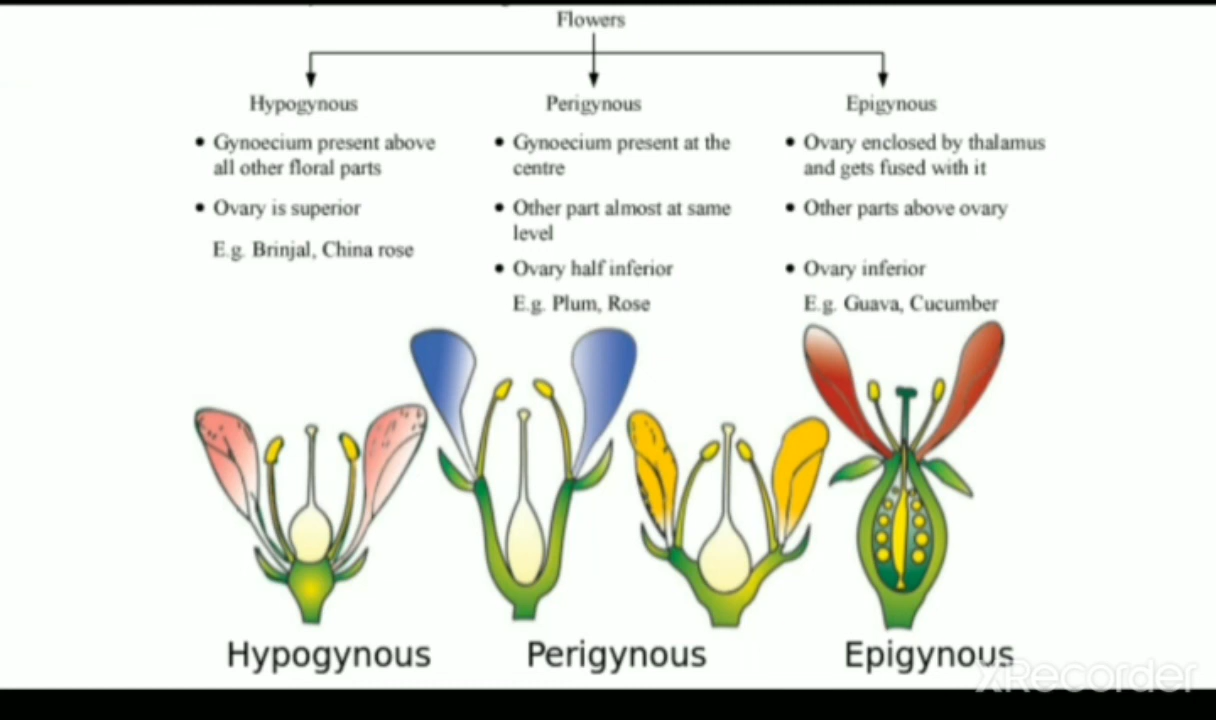 Flowers
Hypogynous
• Gynoecium present above
all other floral parts
• Ovary is superior
E.g. Brinjal, China rose
Perigynous
• Gynoecium present at the
centre
• Other part almost at same
level
• Ovary half inferior
E.g. Plum, Rose
Epigynous
• Ovary enclosed by thalamus
and gets fused with it
• Other parts above ovary
• Ovary inferior
E.g. Guava, Cucumber
Hypogynous
Perigynous
Epigynous
XRecorder